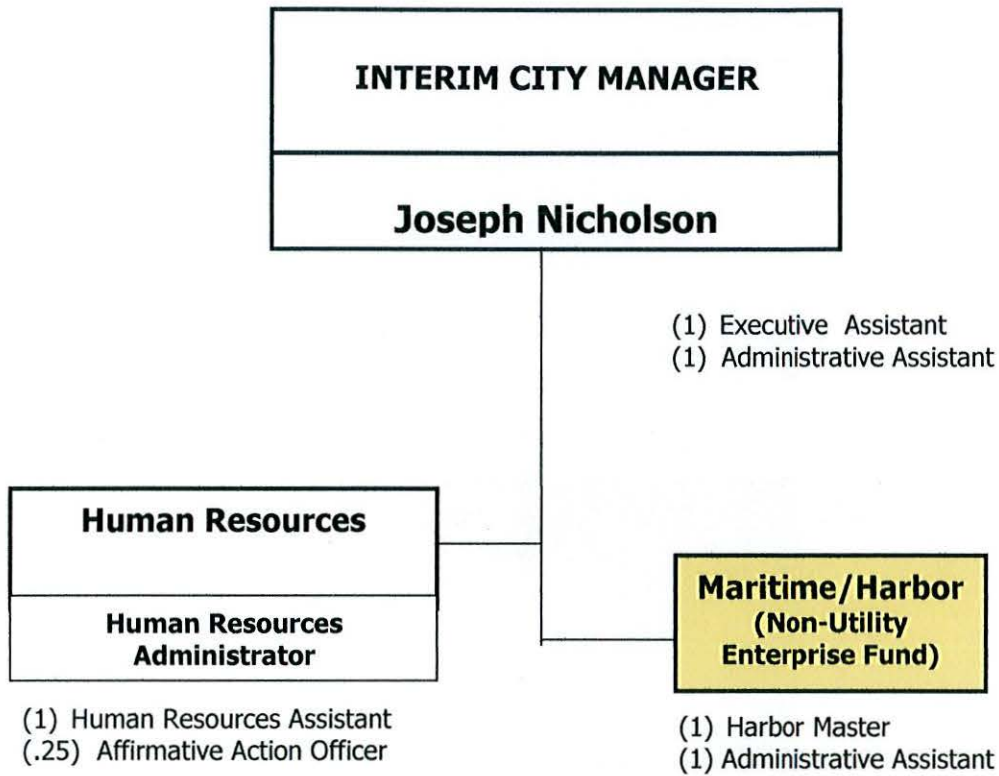 INTERIM CITY MANAGER
Joseph Nicholson
(1) Executive Assistant
(1) Administrative Assistant
Human Resources
Human Resources
Administrator
(1) Human Resources Assistant
(.25) Affirmative Action Officer
Maritime/Harbor
(Non-Utility
Enterprise Fund)
(1) Harbor Master
(1) Administrative Assistant